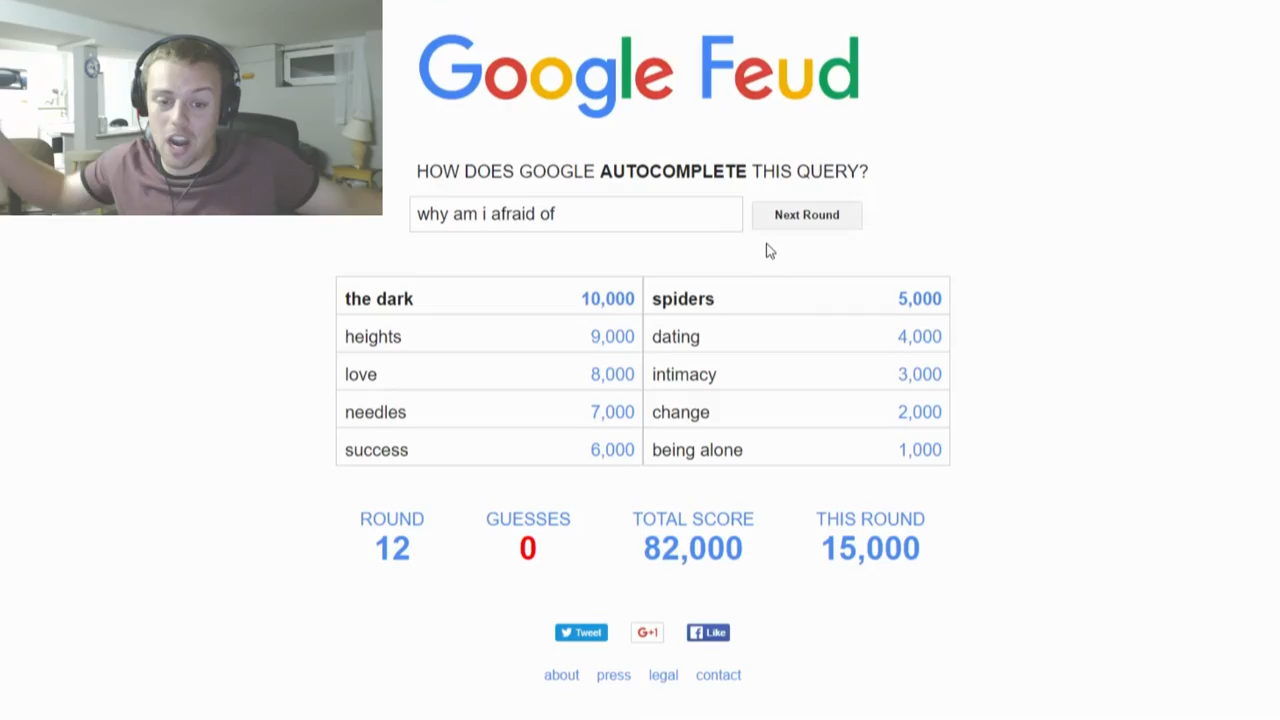 Google Feud
HOW DOES GOOGLE AUTOCOMPLETE THIS QUERY?
why am i afraid of
Next Round
the dark 10,000 spiders 5,000
heights 9,000 dating 4,000
love 8,000 intimacy 3,000
needles 7,000 change 2,000
success 6,000 being alone 1,000
ROUND GUESSES TOTAL SCORE THIS ROUND
12 0 82,000 15,000
Tweet G+1 Like
about press legal contact